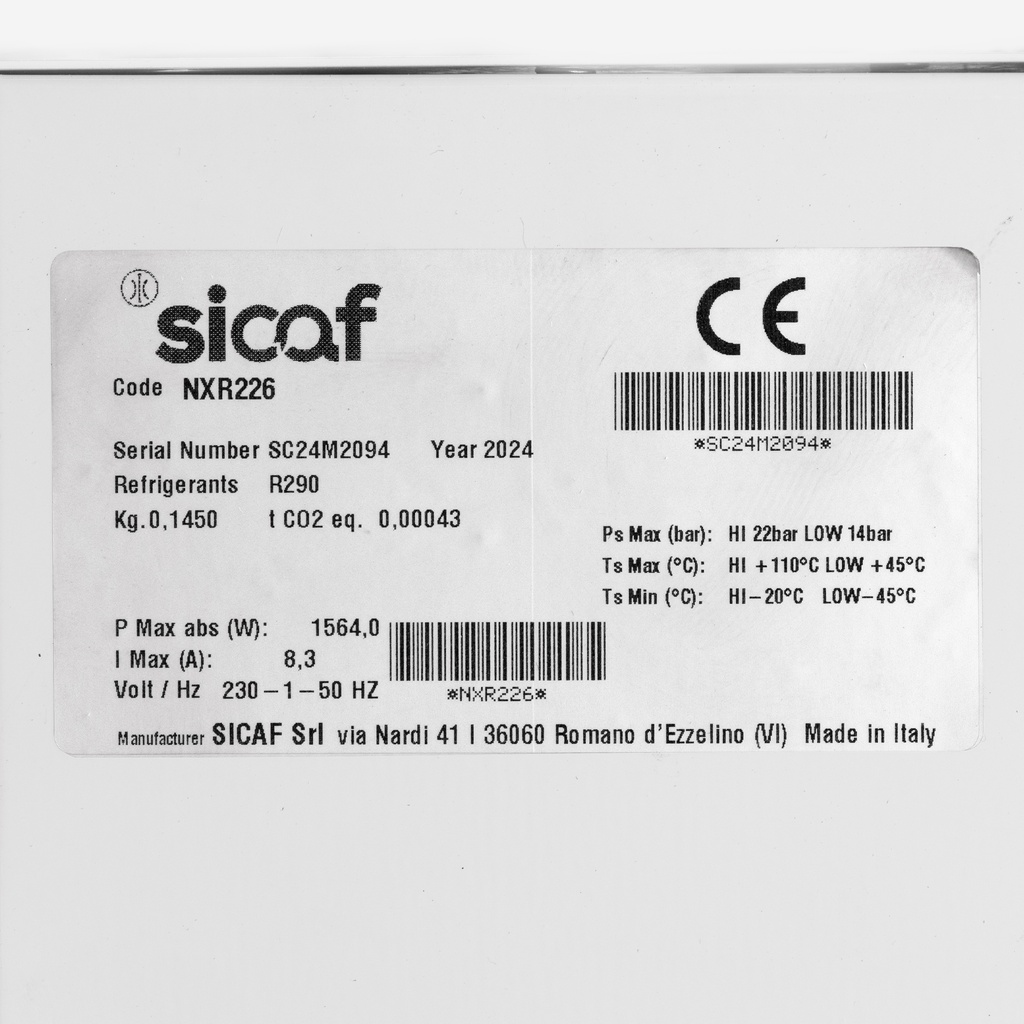 sicaf
CE
Code NXR226
*SC24M2094*
Serial Number SC24M2094 Year 2024
Refrigerants R290
Kg.0,1450 t CO2 eq. 0,00043
Ps Max (bar): HI 22bar LOW 14bar
Ts Max (°C): HI +110°C LOW +45°C
Ts Min (°C): HI-20°C LOW-45°C
P Max abs (W): 1564,0
I Max (A): 8,3
Volt / Hz 230-1-50 HZ
*NXR226*
Manufacturer SICAF Srl via Nardi 41 I 36060 Romano d'Ezzelino (VI) Made in Italy